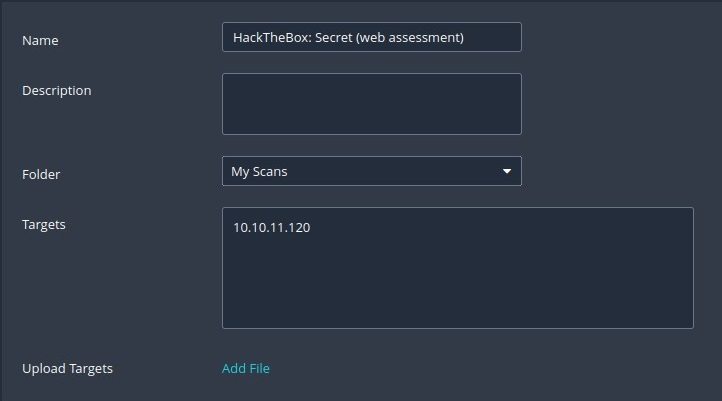 Name
HackTheBox: Secret (web assessment)
Description
Folder
My Scans
Targets
10.10.11.120
Upload Targets
Add File